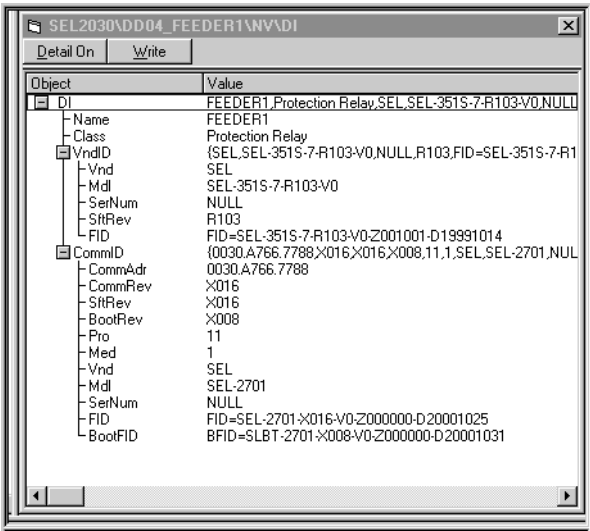 SEL2030\DD04_FEEDER1\NV\DI
Detail On Write
Object Value
DI FEEDER1,Protection Relay,SEL,SEL-351S-7-R103-V0,NULL
Name FEEDER1
Class Protection Relay
VndID {SEL,SEL-351S-7-R103-V0,NULL,R103,FID=SEL-351S-7-R1
Vnd SEL
Mdl SEL-351S-7-R103-V0
SerNum NULL
SftRev R103
FID FID=SEL-351S-7-R103-V0-Z001001-D19991014
CommID {0030.A766.7788,X016,X016,X008,11,1,SEL,SEL-2701,NUL
CommAdr 0030.A766.7788
CommRev X016
SftRev X016
BootRev X008
Pro 11
Med 1
Vnd SEL
Mdl SEL-2701
SerNum NULL
FID FID=SEL-2701-X016-V0-Z000000-D20001025
BootFID BFID=SLBT-2701-X008-V0-Z000000-D20001031